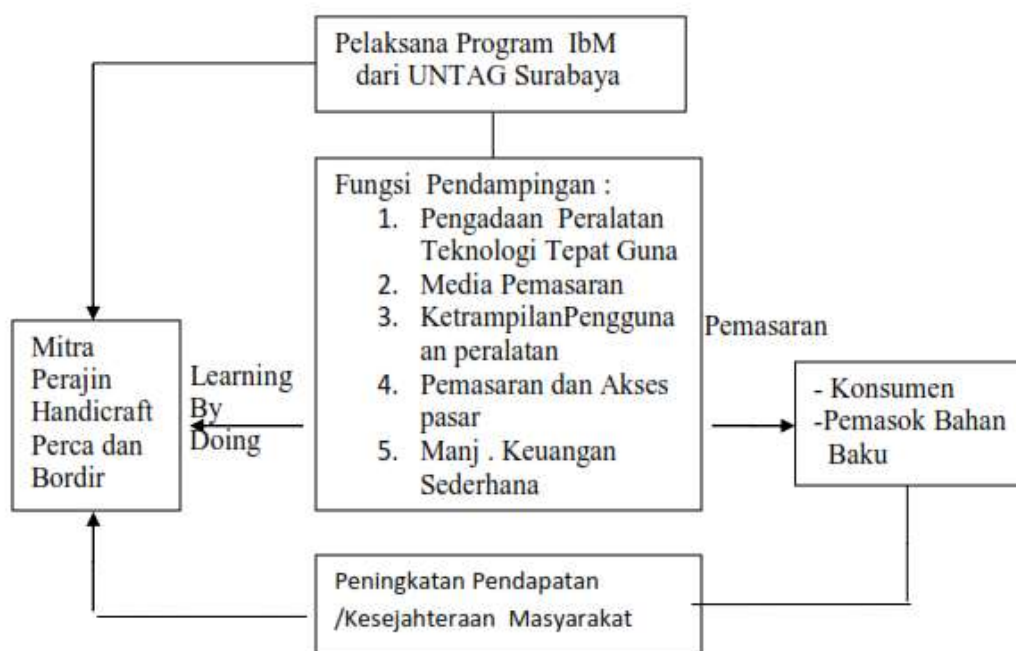 Pelaksana Program IbM
dari UNTAG Surabaya
Fungsi Pendampingan :
1. Pengadaan Peralatan
Teknologi Tepat Guna
2. Media Pemasaran
3. KetrampilanPengguna
an peralatan
4. Pemasaran dan Akses
pasar
5. Manj . Keuangan
Sederhana
Mitra
Perajin
Handicraft
Perca dan
Bordir
Learning
By
Doing
Pemasaran
- Konsumen
-Pemasok Bahan
Baku
Peningkatan Pendapatan
/Kesejahteraan Masyarakat